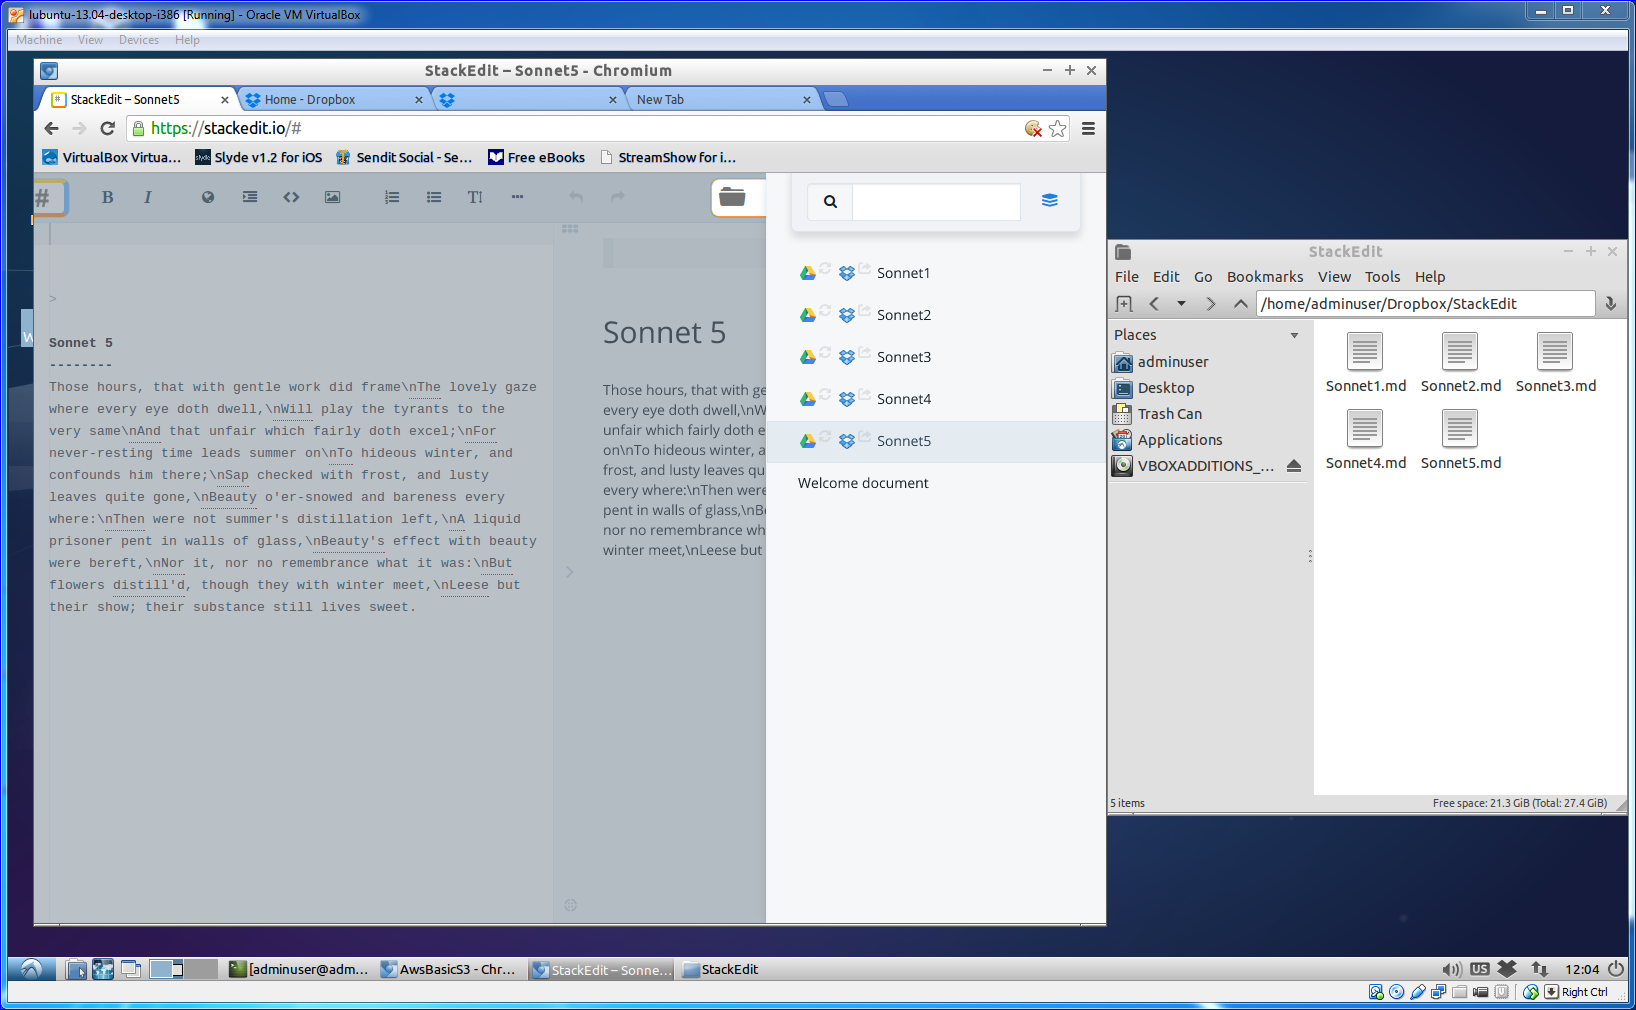 lubuntu-13.04-desktop-i386 [Running] - Oracle VM VirtualBox
Machine View Devices Help
StackEdit – Sonnet5 - Chromium
StackEdit – Sonnet5
Home - Dropbox
New Tab
https://stackedit.io/#
VirtualBox Virtua...
Slyde v1.2 for iOS
Sendit Social - Se...
Free eBooks
StreamShow for i...
#
B
I
>
Sonnet 5
--------
Those hours, that with gentle work did frame\nThe lovely gaze
where every eye doth dwell,\nWill play the tyrants to the
very same\nAnd that unfair which fairly doth excel;\nFor
never-resting time leads summer on\nTo hideous winter, and
confounds him there;\nSap checked with frost, and lusty
leaves quite gone,\nBeauty o'er-snowed and bareness every
where:\nThen were not summer's distillation left,\nA liquid
prisoner pent in walls of glass,\nBeauty's effect with beauty
were bereft,\nNor it, nor no remembrance what it was:\nBut
flowers distill'd, though they with winter meet,\nLeese but
their show; their substance still lives sweet.
Sonnet 5
Those hours, that with ge
every eye doth dwell,\nW
unfair which fairly doth e
on\nTo hideous winter, a
frost, and lusty leaves qu
every where:\nThen were
pent in walls of glass,\nBe
nor no remembrance wh
winter meet,\nLeese but
Sonnet1
Sonnet2
Sonnet3
Sonnet4
Sonnet5
Welcome document
W
StackEdit
File Edit Go Bookmarks View Tools Help
/home/adminuser/Dropbox/StackEdit
Places
adminuser
Desktop
Trash Can
Applications
VBOXADDITIONS_...
Sonnet1.md
Sonnet2.md
Sonnet3.md
Sonnet4.md
Sonnet5.md
5 items
Free space: 21.3 GiB (Total: 27.4 GiB)
[adminuser@adm...
AwsBasicS3 - Chr...
StackEdit – Sonne...
StackEdit
US
12:04
Right Ctrl